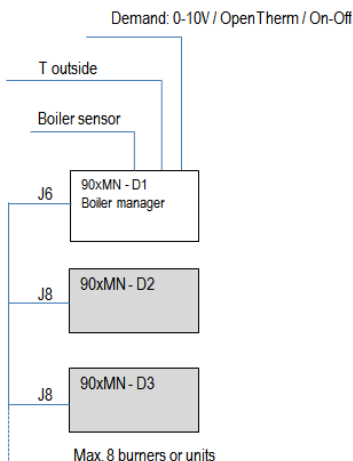 Demand: 0-10V / OpenTherm / On-Off
T outside
Boiler sensor
J6
90xMN - D1
Boiler manager
J8
90xMN - D2
J8
90xMN - D3
Max. 8 burners or units